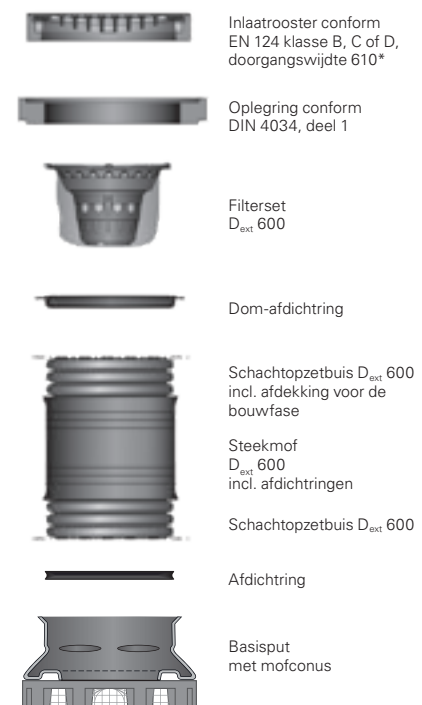 Inlaatrooster conform
EN 124 klasse B, C of D,
doorgangswijdte 610*
Oplegring conform
DIN 4034, deel 1
Filterset
Dext 600
Dom-afdichtring
Schachtopzetbuis Dext 600
incl. afdekking voor de
bouwfase
Steekmof
Dext 600
incl. afdichtringen
Schachtopzetbuis Dext 600
Afdichtring
Basisput
met mofconus